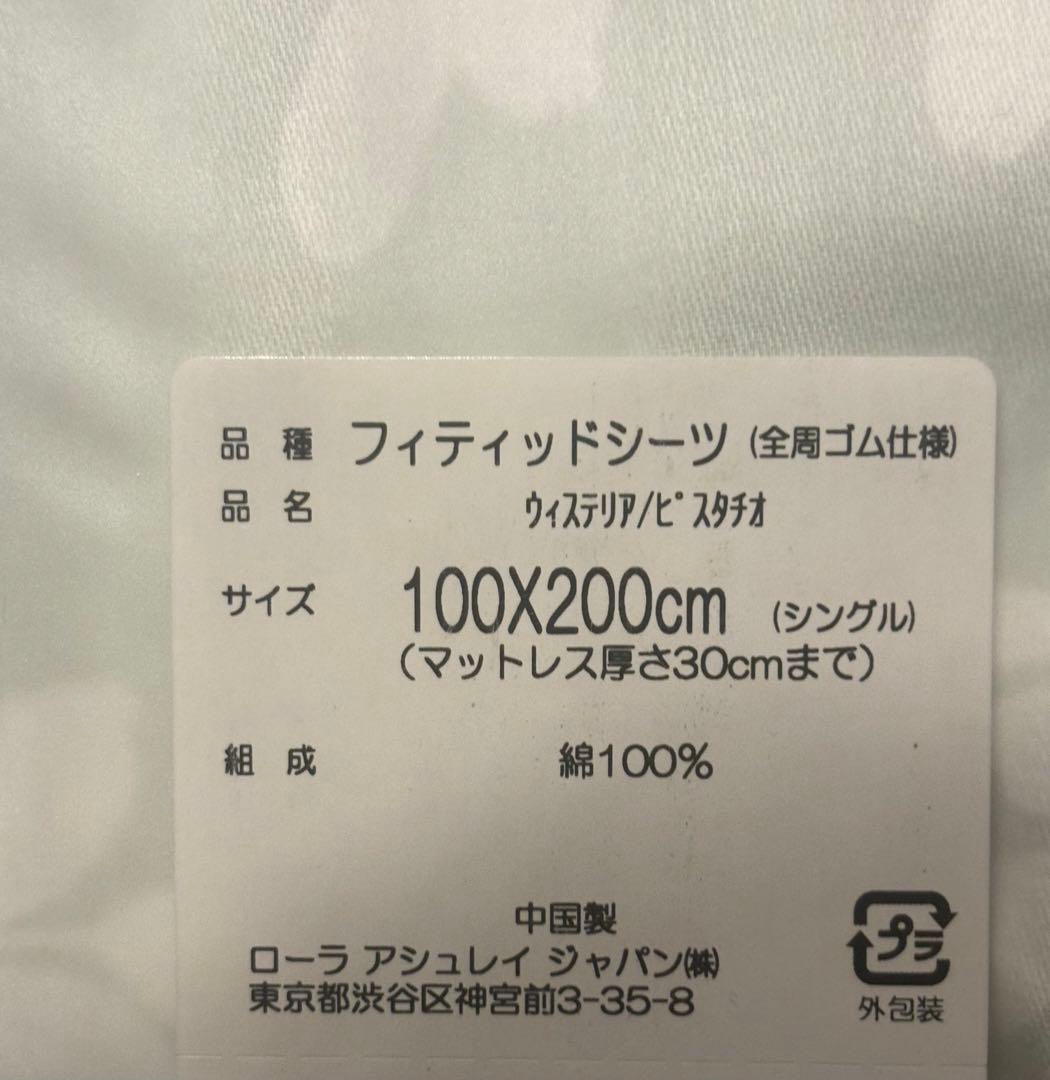 品 種 フィティッドシーツ (全周ゴム仕様)
品 名 ウィステリア/ピスタチオ
サイズ 100X200cm (シングル)
(マットレス厚さ30cmまで)
組 成 綿100%
中国製
ローラ アシュレイ ジャパン㈱
東京都渋谷区神宮前3-35-8
プラ
外包装